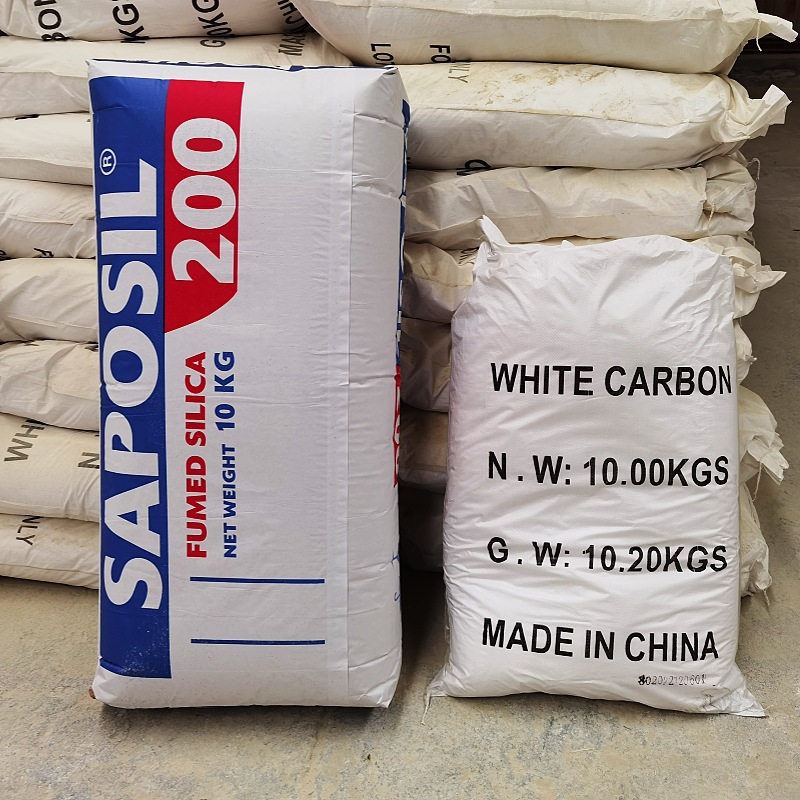 SAPOSIL®
200
FUMED SILICA
NET WEIGHT 10 KG
WHITE CARBON
N.W: 10.00KGS
G.W: 10.20KGS
MADE IN CHINA